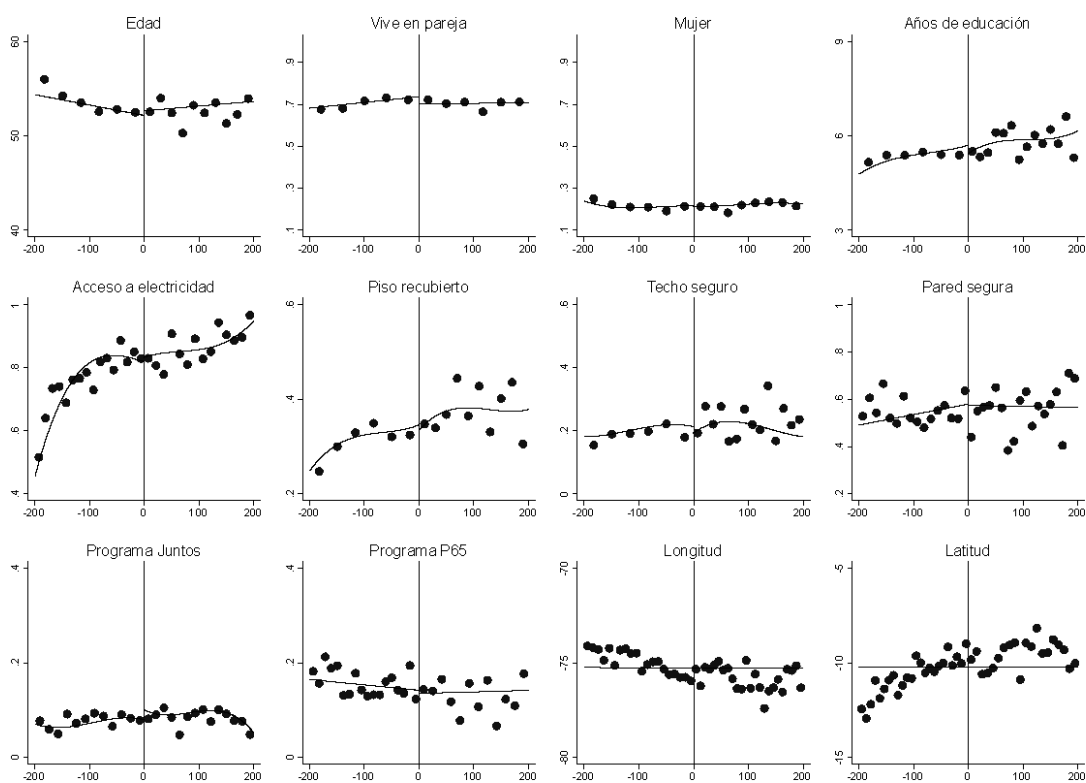 Edad
60
50
40
-200 -100 0 100 200
Vive en pareja
.9
.7
.5
.3
.1
-200 -100 0 100 200
Mujer
.9
.7
.5
.3
.1
-200 -100 0 100 200
Años de educación
9
6
3
-200 -100 0 100 200
Acceso a electricidad
1
.8
.6
.4
-200 -100 0 100 200
Piso recubierto
.6
.4
.2
-200 -100 0 100 200
Techo seguro
.6
.4
.2
0
-200 -100 0 100 200
Pared segura
1
.8
.6
.4
.2
-200 -100 0 100 200
Programa Juntos
.4
.2
0
-200 -100 0 100 200
Programa P65
.4
.2
0
-200 -100 0 100 200
Longitud
-70
-75
-80
-200 -100 0 100 200
Latitud
-5
-10
-15
-200 -100 0 100 200